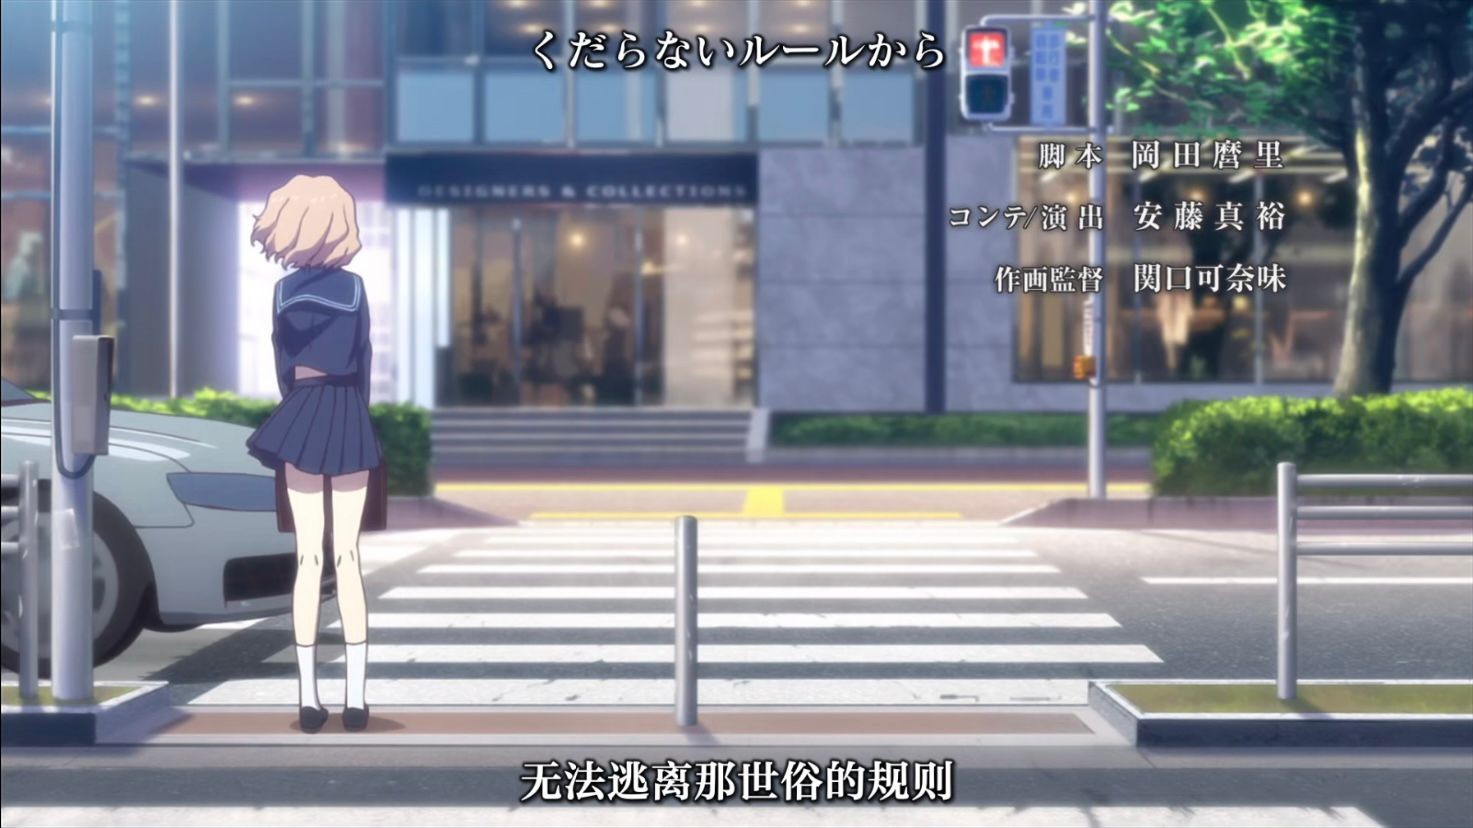 くだらないルールから
脚本 岡田麿里
コンテ/演出 安藤真裕
DESIGNERS & COLLECTIONS
作画監督 関口可奈味
无法逃离那世俗的规则